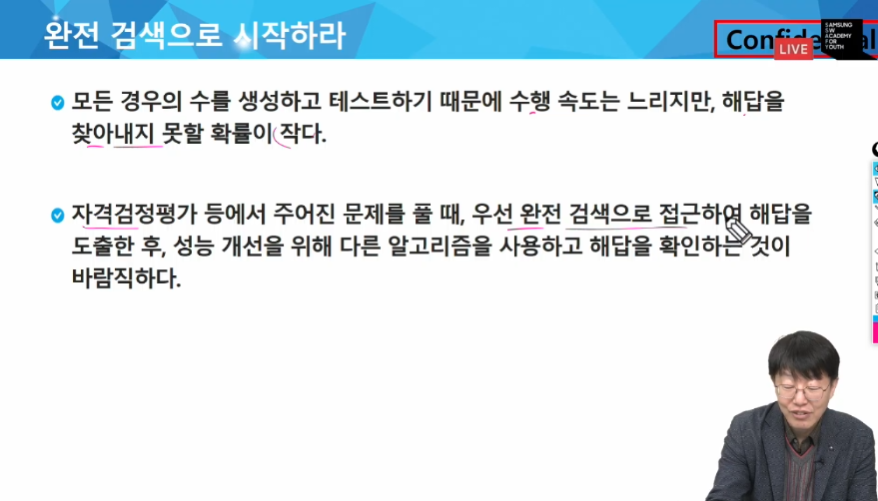 완전 검색으로 시작하라
LIVE
SAMSUNG
SW
ACADEMY
FOR
YOUTH
모든 경우의 수를 생성하고 테스트하기 때문에 수행 속도는 느리지만, 해답을
찾아내지 못할 확률이 작다.
자격검정평가 등에서 주어진 문제를 풀 때, 우선 완전 검색으로 접근하여 해답을
도출한 후, 성능 개선을 위해 다른 알고리즘을 사용하고 해답을 확인하는 것이
바람직하다.